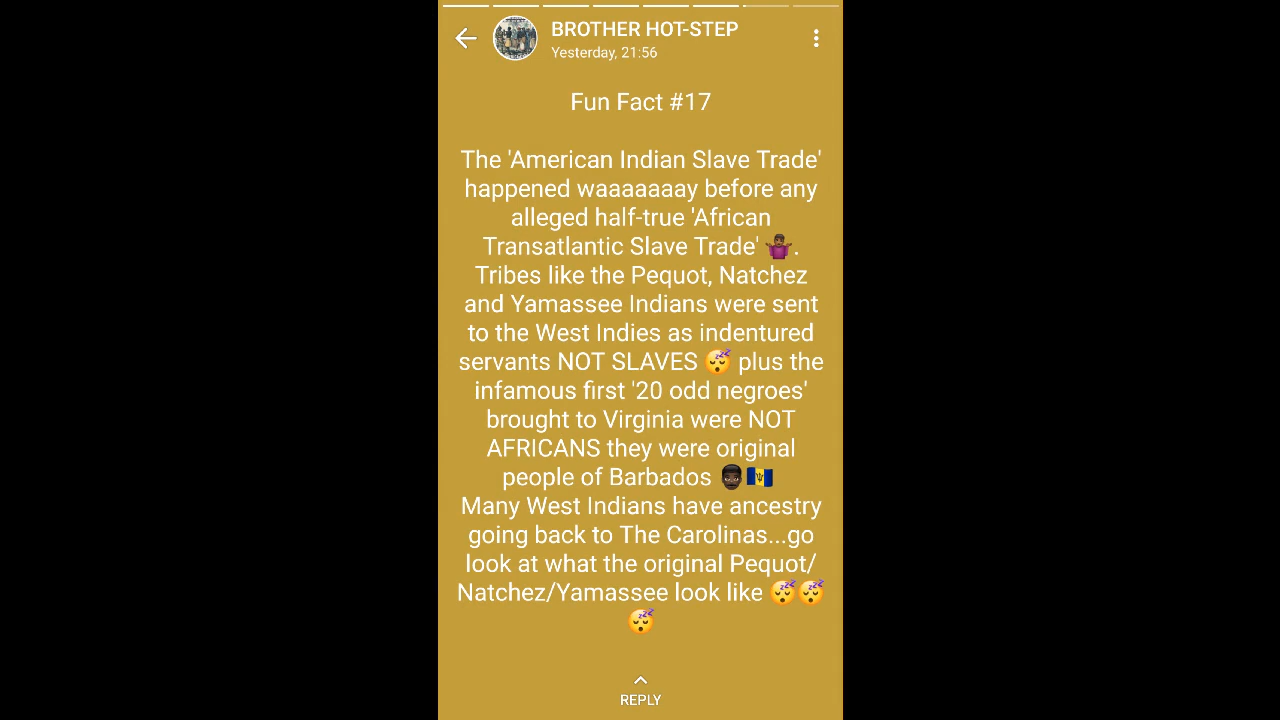 BROTHER HOT-STEP
Yesterday, 21:56
Fun Fact #17
The 'American Indian Slave Trade'
happened waaaaaaay before any
alleged half-true 'African
Transatlantic Slave Trade' 🤷🏾.
Tribes like the Pequot, Natchez
and Yamassee Indians were sent
to the West Indies as indentured
servants NOT SLAVES 😴 plus the
infamous first '20 odd negroes'
brought to Virginia were NOT
AFRICANS they were original
people of Barbados 🧔🏿🇧🇧
Many West Indians have ancestry
going back to The Carolinas...go
look at what the original Pequot/
Natchez/Yamassee look like 😴😴
😴
REPLY